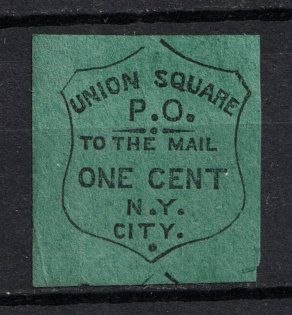 UNION SQUARE
P.O.
TO THE MAIL
ONE CENT
N.Y.
CITY.